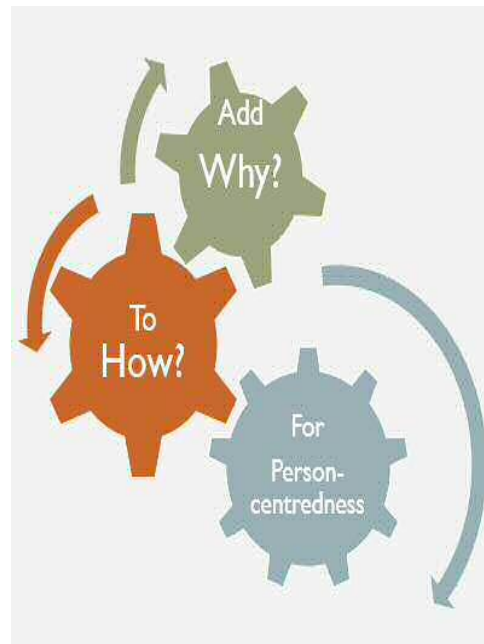 Add
Why?
To
How?
For
Person-
centredness